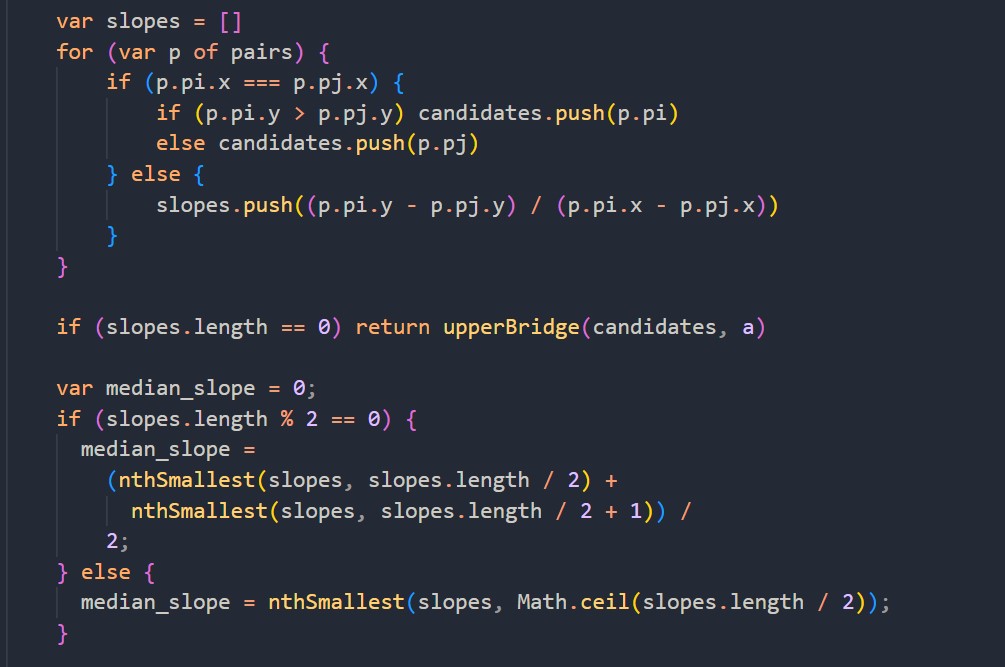 var slopes = []
for (var p of pairs) {
    if (p.pi.x === p.pj.x) {
        if (p.pi.y > p.pj.y) candidates.push(p.pi)
        else candidates.push(p.pj)
    } else {
        slopes.push((p.pi.y - p.pj.y) / (p.pi.x - p.pj.x))
    }
}

if (slopes.length == 0) return upperBridge(candidates, a)

var median_slope = 0;
if (slopes.length % 2 == 0) {
  median_slope =
    (nthSmallest(slopes, slopes.length / 2) +
      nthSmallest(slopes, slopes.length / 2 + 1)) /
    2;
} else {
  median_slope = nthSmallest(slopes, Math.ceil(slopes.length / 2));
}